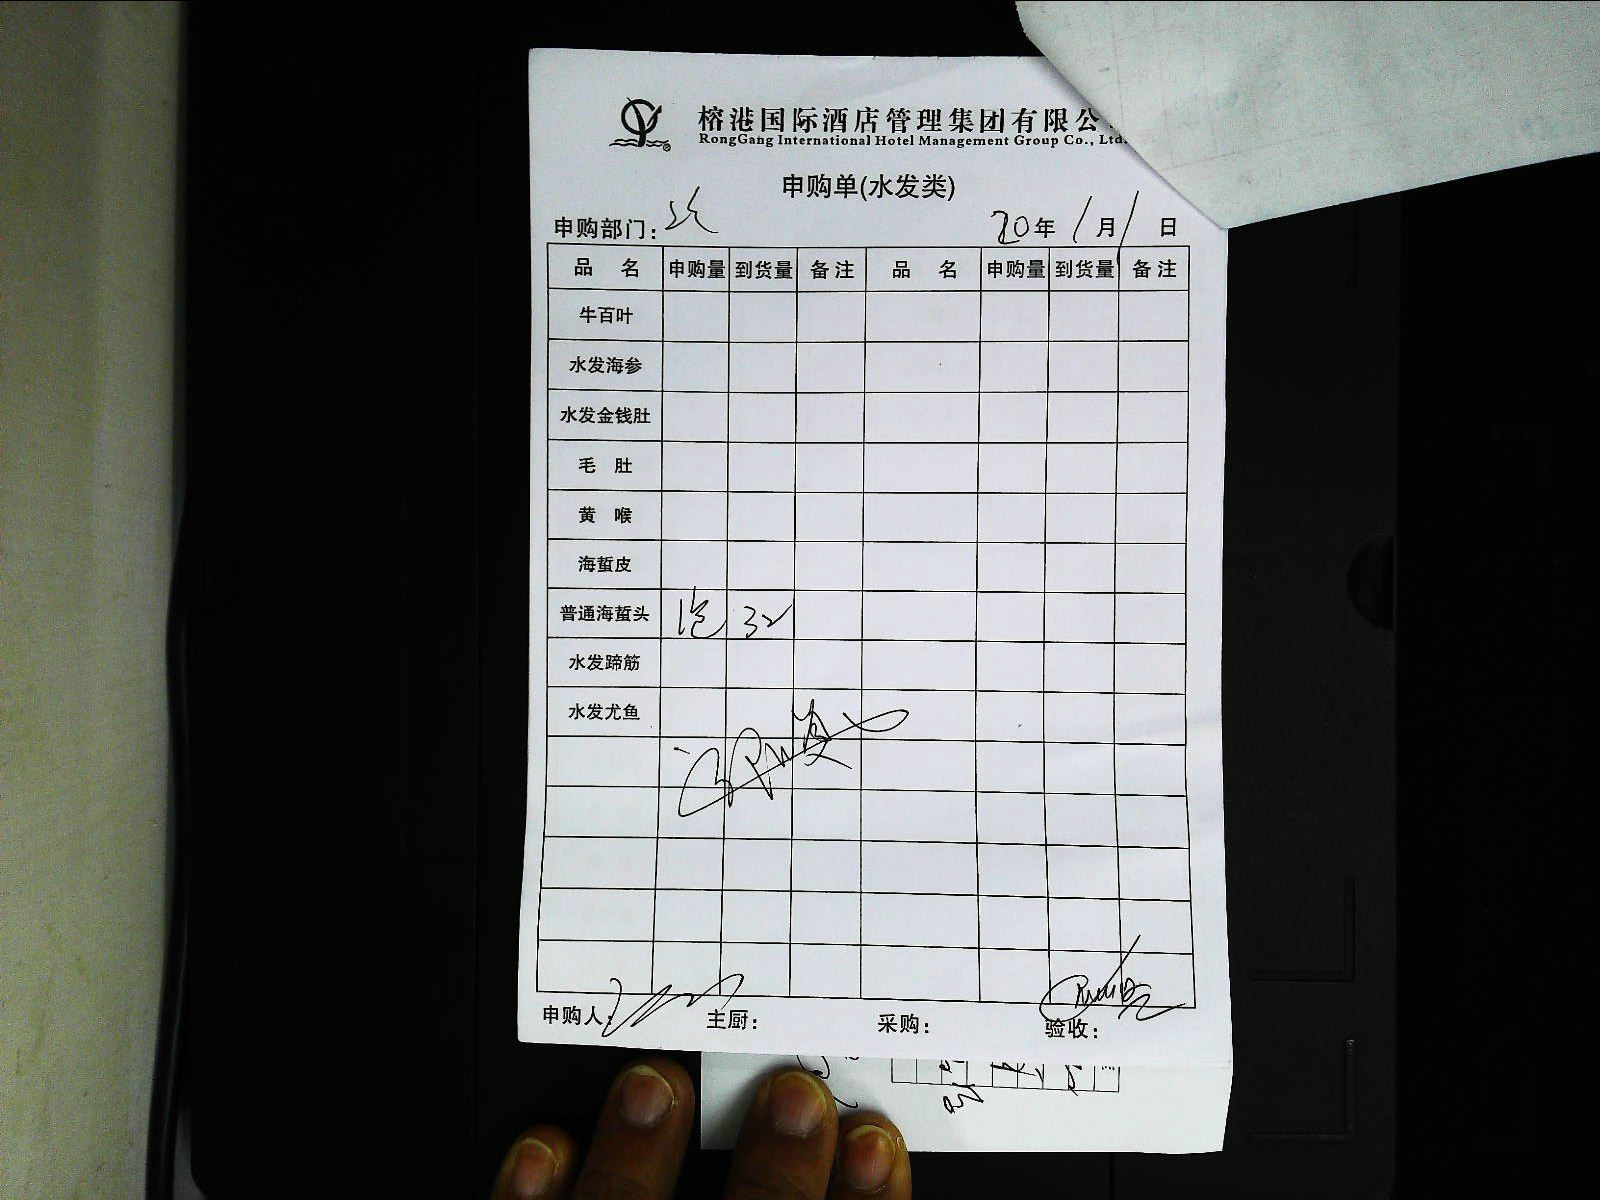 榕港国际酒店管理集团有限公
RongGang International Hotel Management Group Co., Ltd.
申购单(水发类)
申购部门: 20年 1月1日
品 名 申购量 到货量 备注 品 名 申购量 到货量 备注
牛百叶
水发海参
水发金钱肚
毛 肚
黄 喉
海蜇皮
普通海蜇头 1包 32
水发蹄筋
水发尤鱼
申购人: 主厨: 采购: 验收: